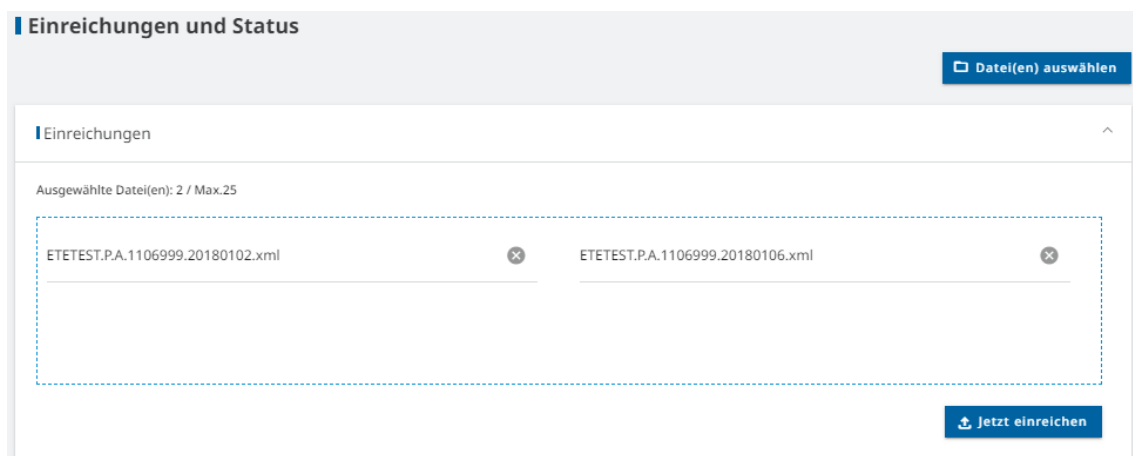 Einreichungen und Status
Datei(en) auswählen
Einreichungen
Ausgewählte Datei(en): 2 / Max.25
ETETEST.P.A.1106999.20180102.xml
ETETEST.P.A.1106999.20180106.xml
Jetzt einreichen